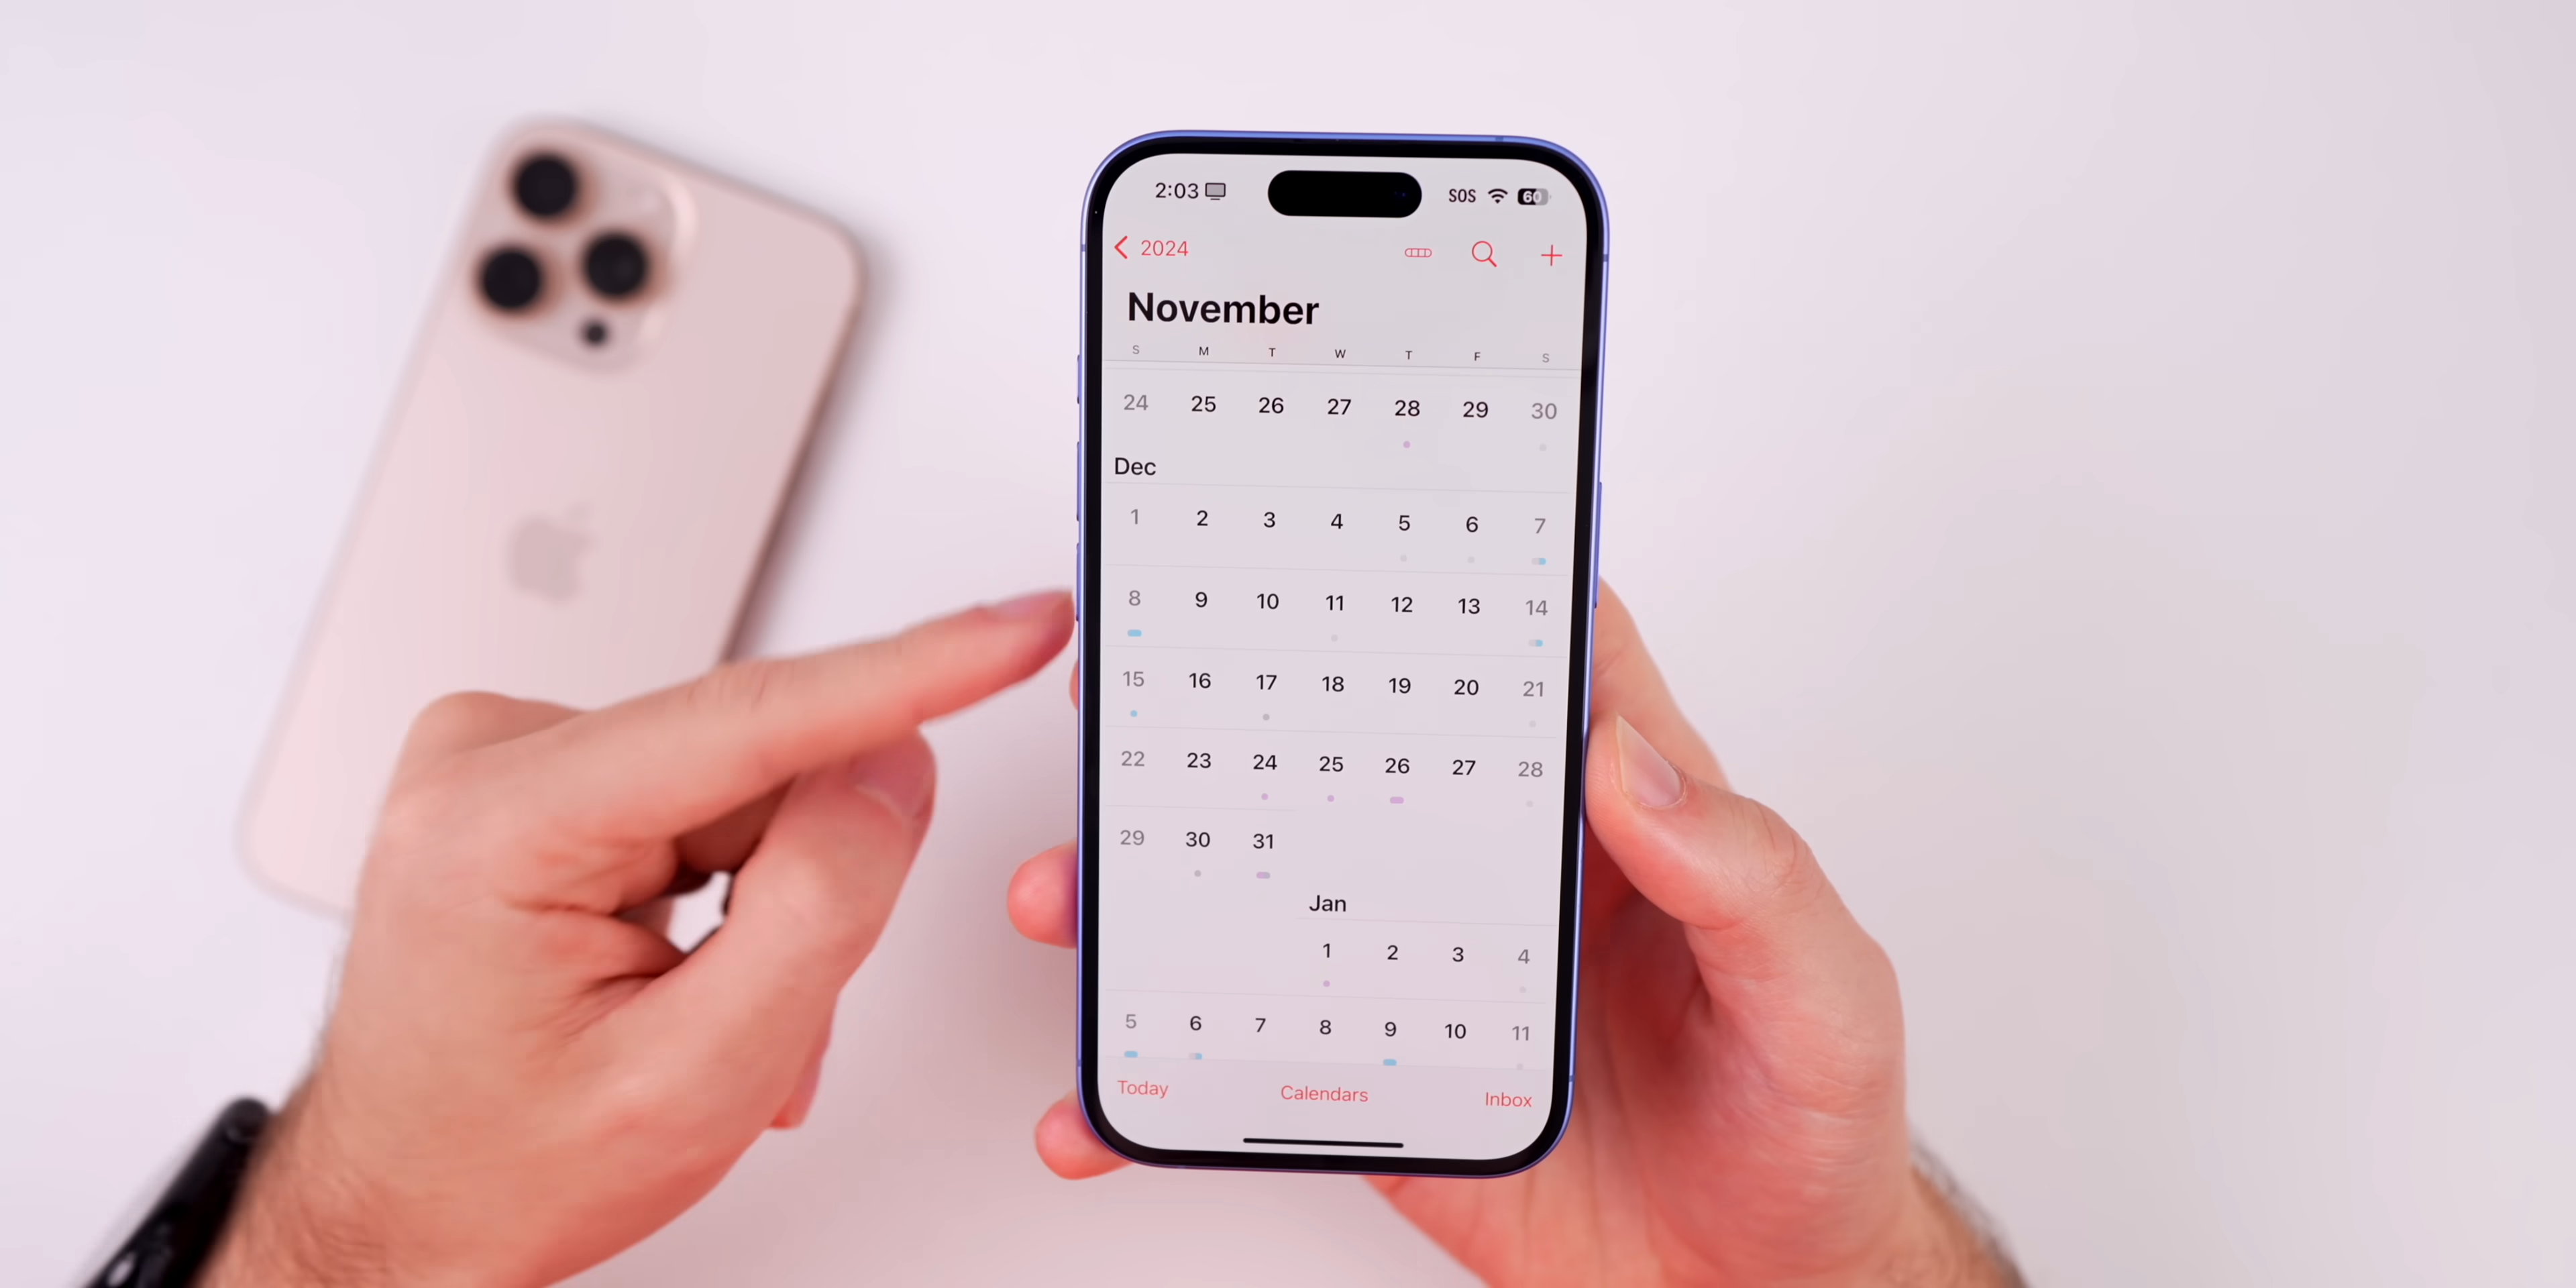 2:03 SOS 60
2024
November
S M T W T F S
24 25 26 27 28 29 30
Dec
1 2 3 4 5 6 7
8 9 10 11 12 13 14
15 16 17 18 19 20 21
22 23 24 25 26 27 28
29 30 31
Jan
1 2 3 4
5 6 7 8 9 10 11
Today Calendars Inbox